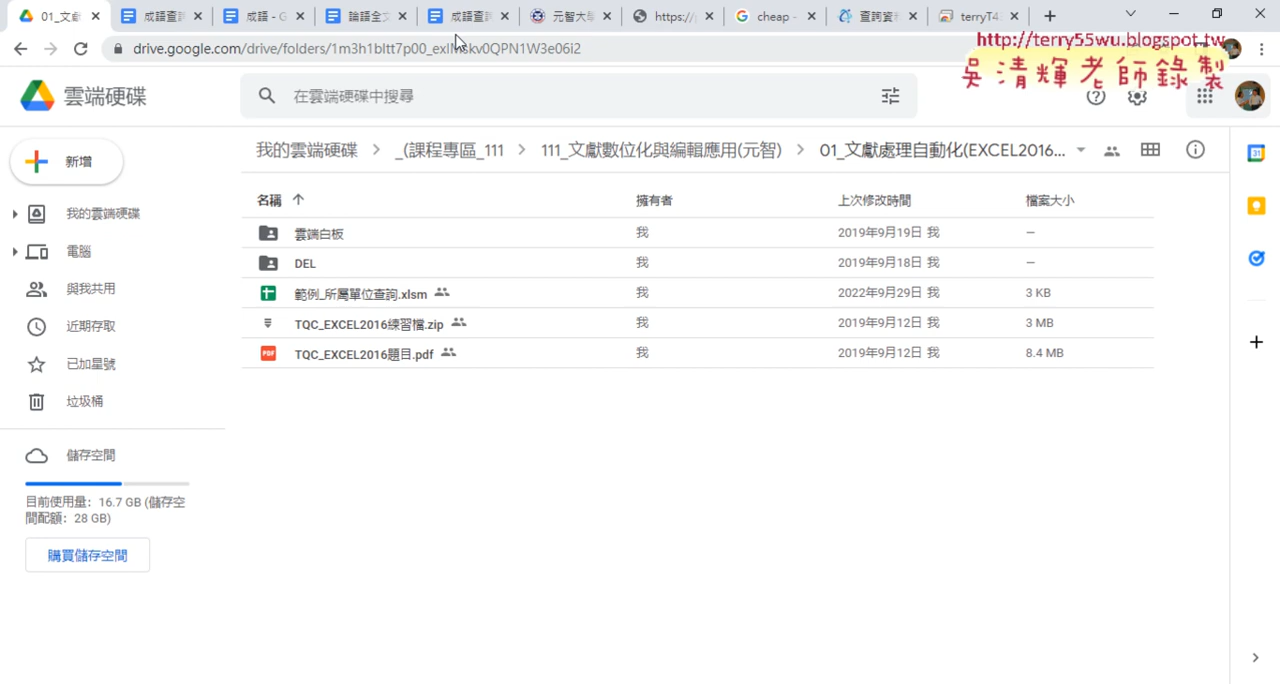 01_文獻
成語查詢
成語 - G
論語全文
成語查詢
元智大學
https://
cheap -
查詢資料
terryT4
drive.google.com/drive/folders/
http://terry55wu.blogspot.tw
吳清輝老師錄製
雲端硬碟
在雲端硬碟中搜尋
新增
我的雲端硬碟 > _(課程專區_111 > 111_文獻數位化與編輯應用(元智) > 01_文獻處理自動化(EXCEL2016...
31
名稱 擁有者 上次修改時間 檔案大小
我的雲端硬碟
電腦
與我共用
近期存取
已加星號
垃圾桶
儲存空間
目前使用量: 16.7 GB (儲存空
間配額: 28 GB)
購買儲存空間
雲端白板 我 2019年9月19日 我 —
DEL 我 2019年9月18日 我 —
範例_所屬單位查詢.xlsm 我 2022年9月29日 我 3 KB
TQC_EXCEL2016練習檔.zip 我 2019年9月12日 我 3 MB
PDF TQC_EXCEL2016題目.pdf 我 2019年9月12日 我 8.4 MB